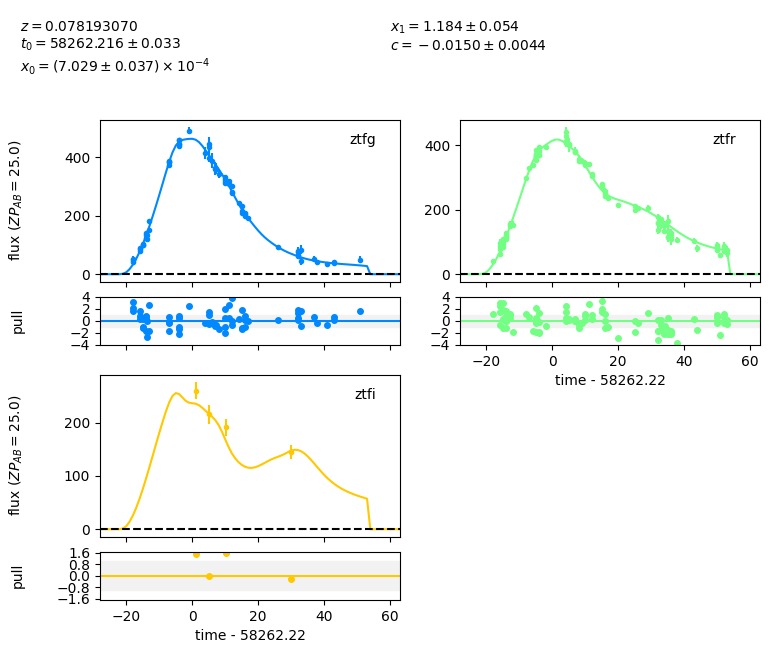 z = 0.078193070
t₀ = 58262.216 ± 0.033
x₀ = (7.029 ± 0.037) × 10⁻⁴
x₁ = 1.184 ± 0.054
c = −0.0150 ± 0.0044
flux (ZP_AB = 25.0)
400
200
0
ztfg
400
300
200
100
0
ztfr
pull
4
2
0
−2
−4
4
2
0
−2
−4
−20 0 20 40 60
time - 58262.22
flux (ZP_AB = 25.0)
200
100
0
ztfi
pull
1.6
0.8
0.0
−0.8
−1.6
−20 0 20 40 60
time - 58262.22